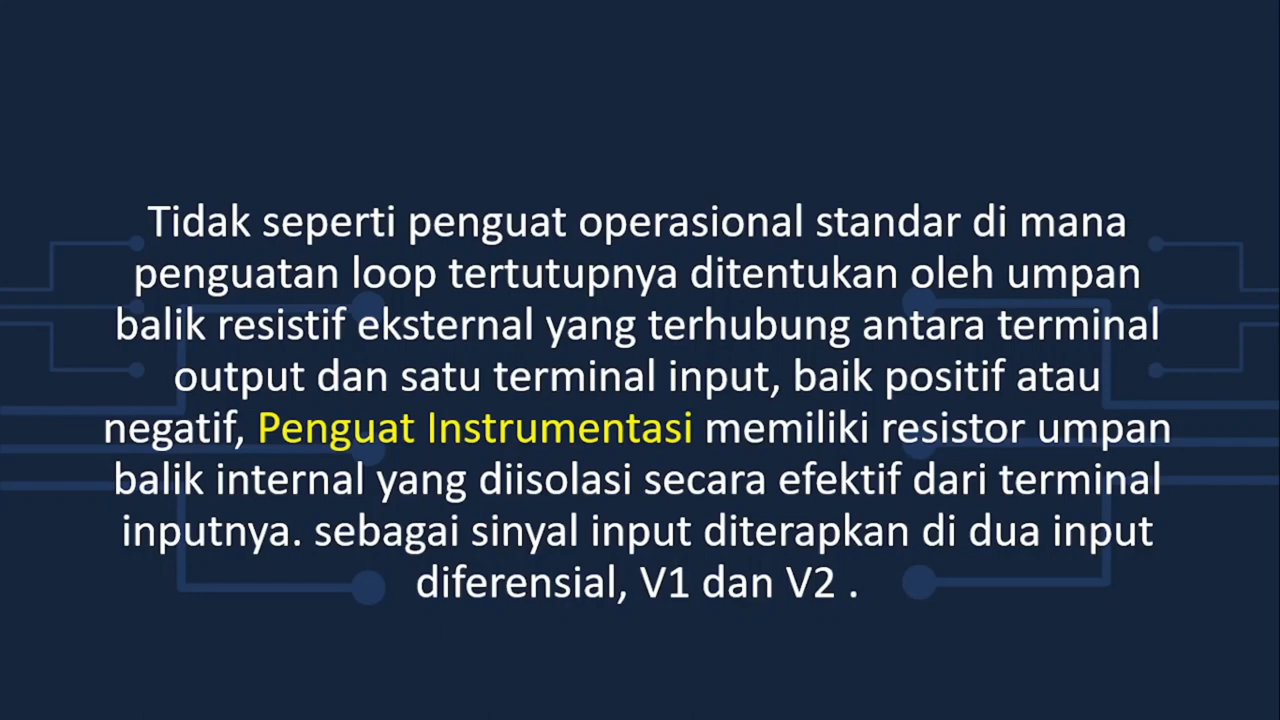 Tidak seperti penguat operasional standar di mana
penguatan loop tertutupnya ditentukan oleh umpan
balik resistif eksternal yang terhubung antara terminal
output dan satu terminal input, baik positif atau
negatif, Penguat Instrumentasi memiliki resistor umpan
balik internal yang diisolasi secara efektif dari terminal
inputnya. sebagai sinyal input diterapkan di dua input
diferensial, V1 dan V2 .